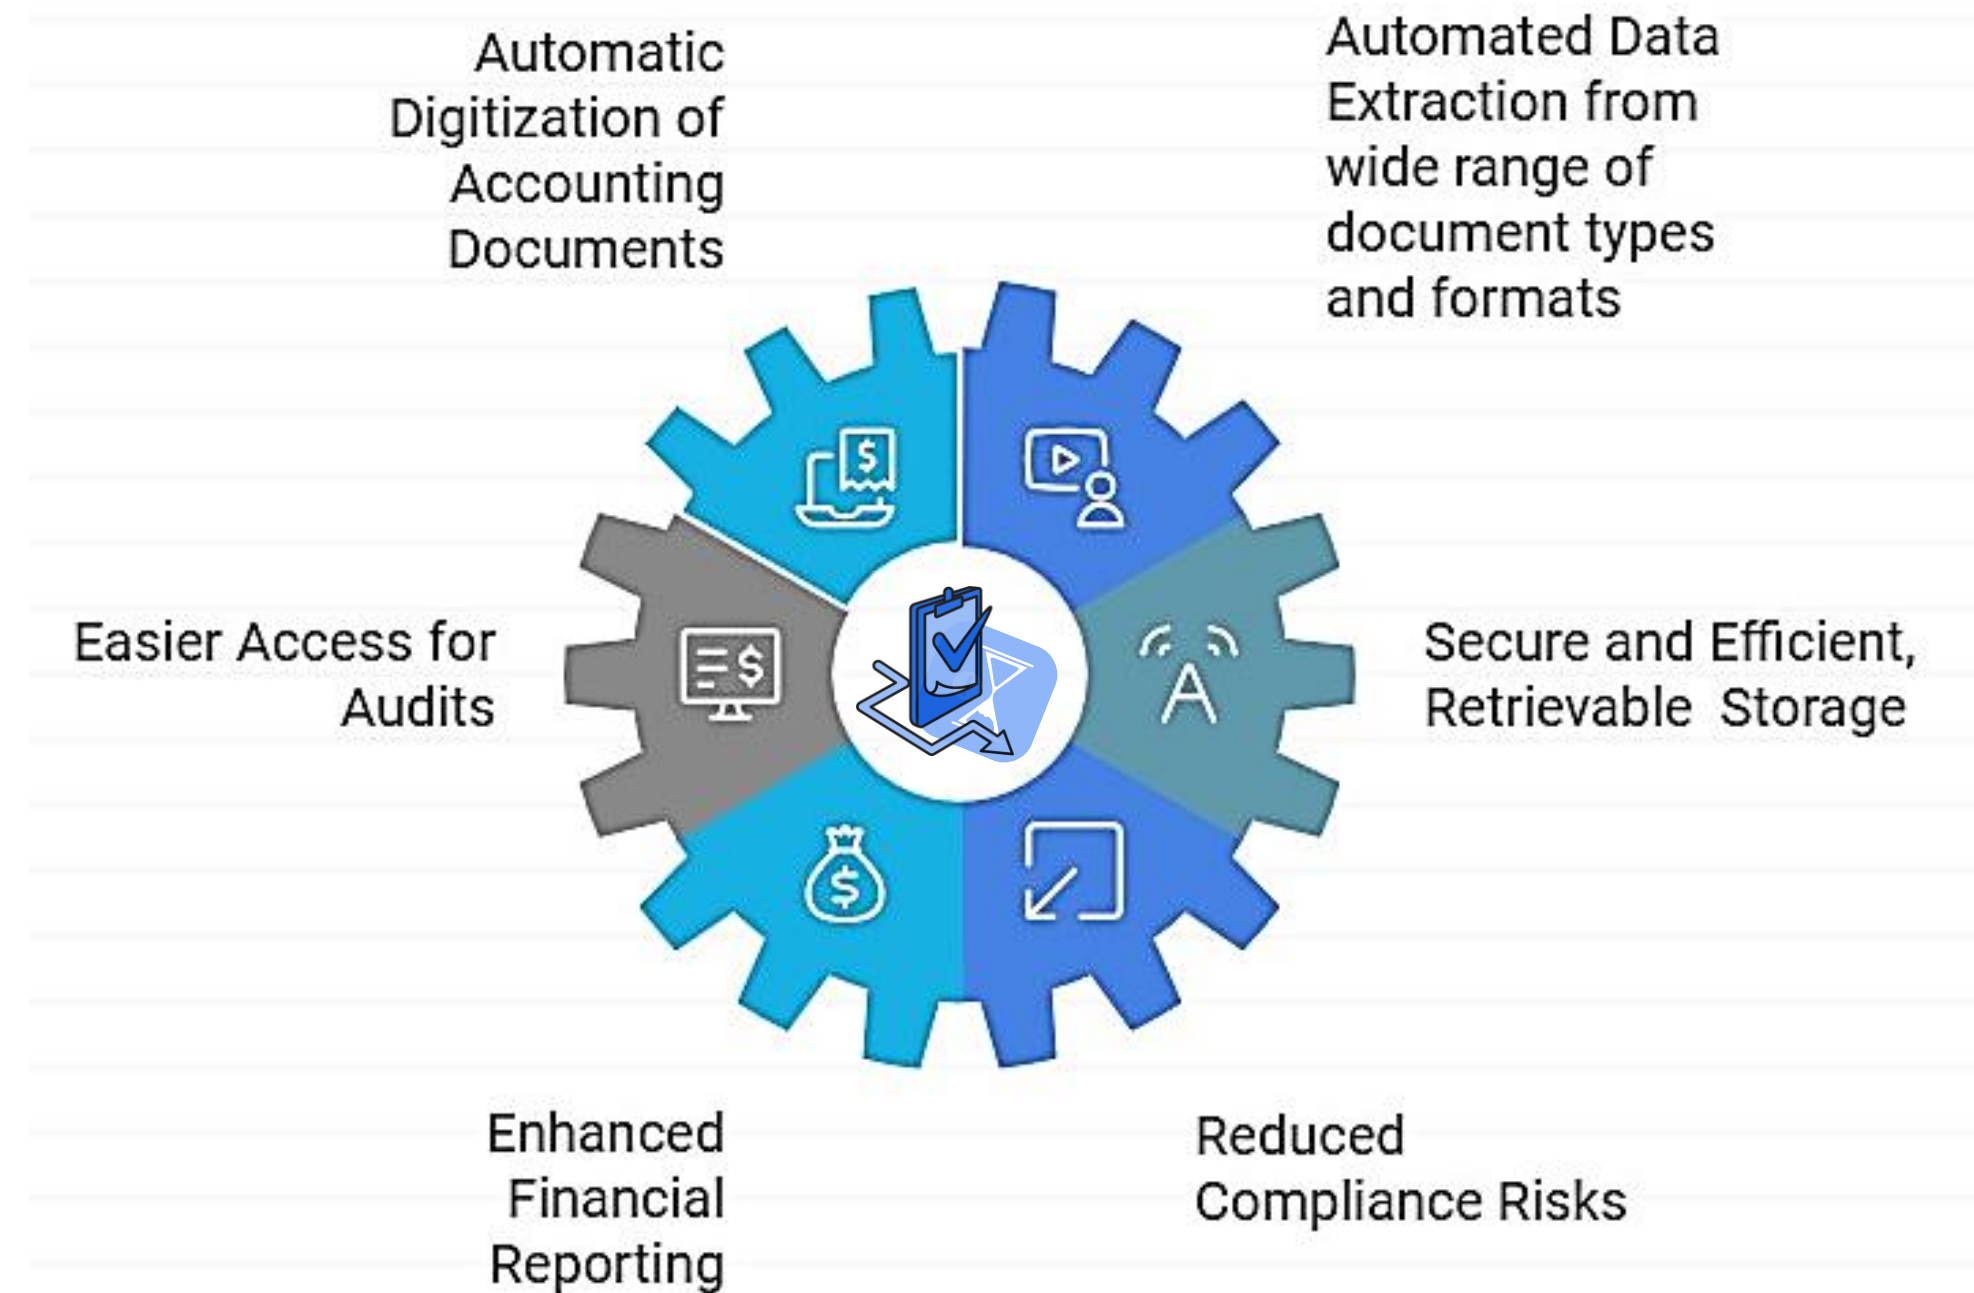 Automatic
Digitization of
Accounting
Documents
Automated Data
Extraction from
wide range of
document types
and formats
$
$
A
Easier Access for
Audits
Secure and Efficient,
Retrievable  Storage
$
Enhanced
Financial
Reporting
Reduced
Compliance Risks